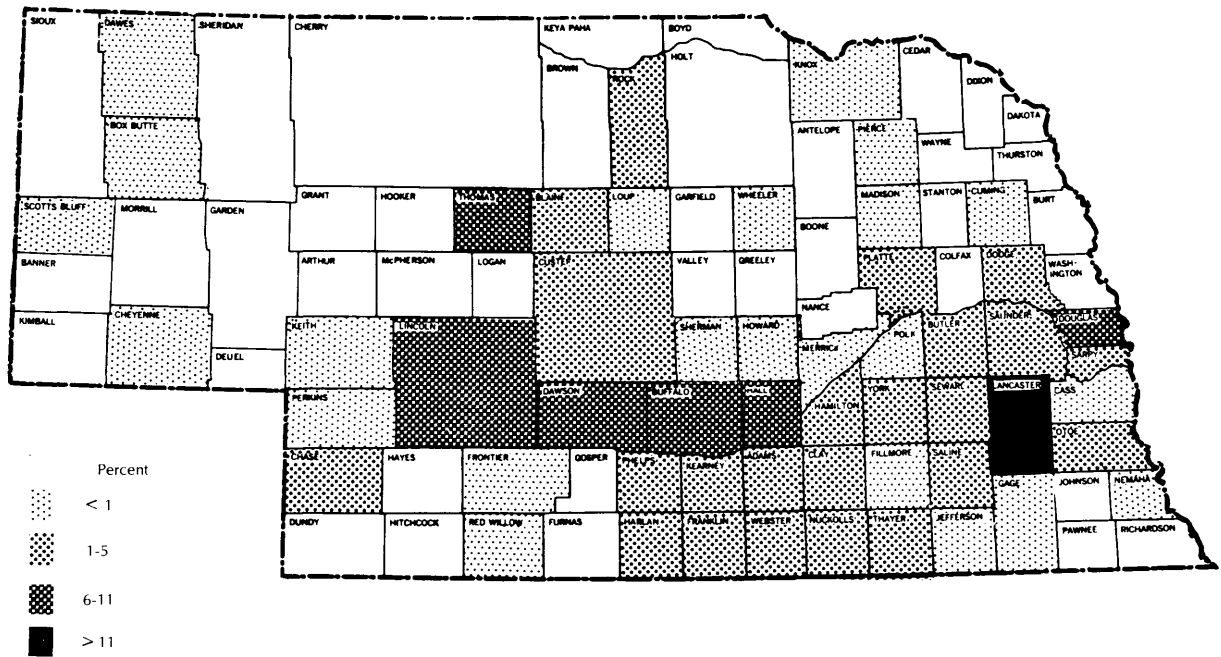 SIOUX
DAWES
SHERIDAN
CHERRY
KEYA PAHA
BOYD
BROWN
ROCK
HOLT
KNOX
CEDAR
DIXON
DAKOTA
BOX BUTTE
ANTELOPE
PIERCE
WAYNE
THURSTON
SCOTTS BLUFF
MORRILL
GARDEN
GRANT
HOOKER
THOMAS
BLAINE
LOUP
GARFIELD
WHEELER
BOONE
MADISON
STANTON
CUMING
BURT
BANNER
ARTHUR
McPHERSON
LOGAN
CUSTER
VALLEY
GREELEY
PLATTE
COLFAX
DODGE
WASH-
INGTON
KIMBALL
CHEYENNE
DEUEL
KEITH
LINCOLN
SHERMAN
HOWARD
NANCE
MERRICK
POLK
BUTLER
SAUNDERS
DOUGLAS
SARPY
PERKINS
DAWSON
BUFFALO
HALL
HAMILTON
YORK
SEWARD
LANCASTER
CASS
OTOE
CHASE
HAYES
FRONTIER
GOSPER
PHELPS
KEARNEY
ADAMS
CLAY
FILLMORE
SALINE
GAGE
JOHNSON
NEMAHA
DUNDY
HITCHCOCK
RED WILLOW
FURNAS
HARLAN
FRANKLIN
WEBSTER
NUCKOLLS
THAYER
JEFFERSON
PAWNEE
RICHARDSON
Percent
< 1
1-5
6-11
> 11